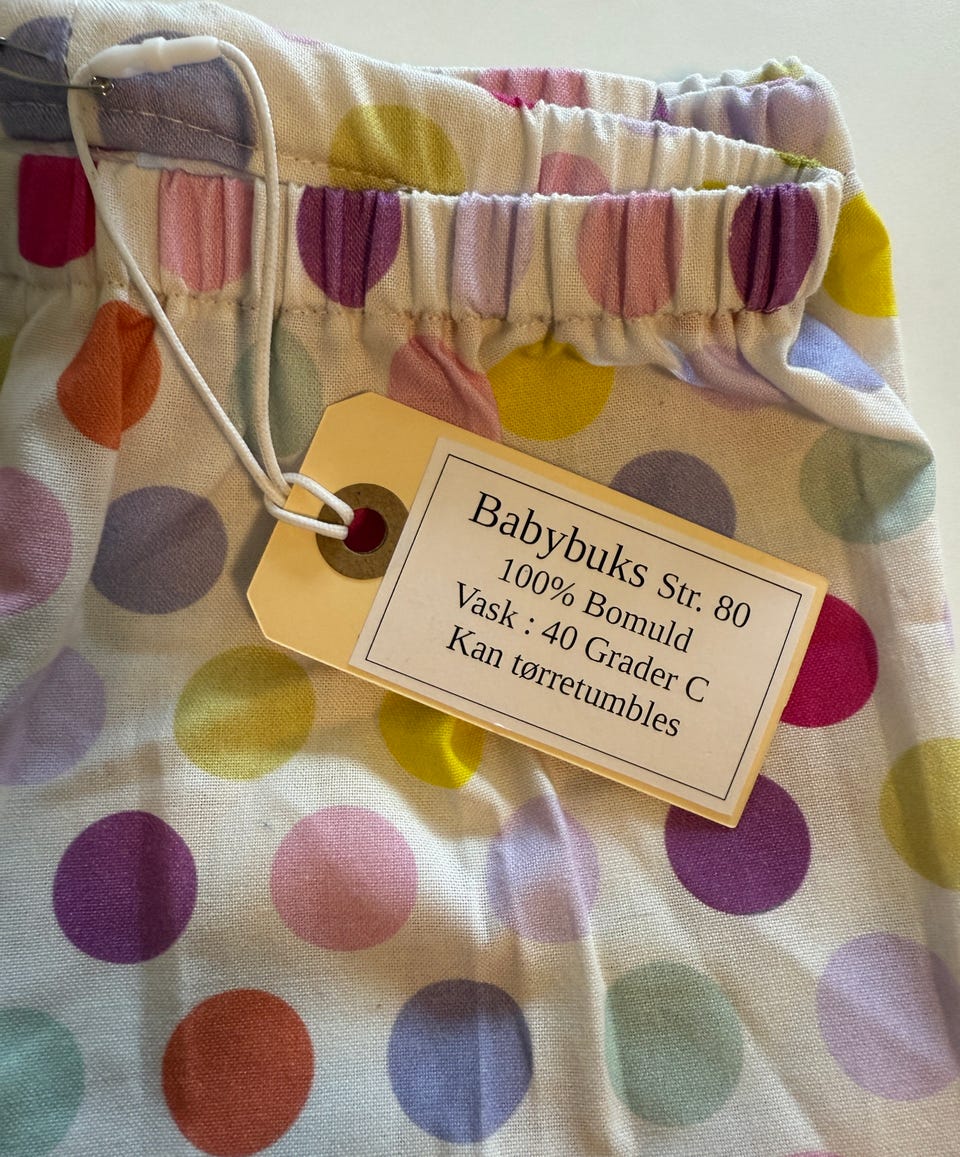 Babybuks Str. 80
100% Bomuld
Vask : 40 Grader C
Kan tørretumbles